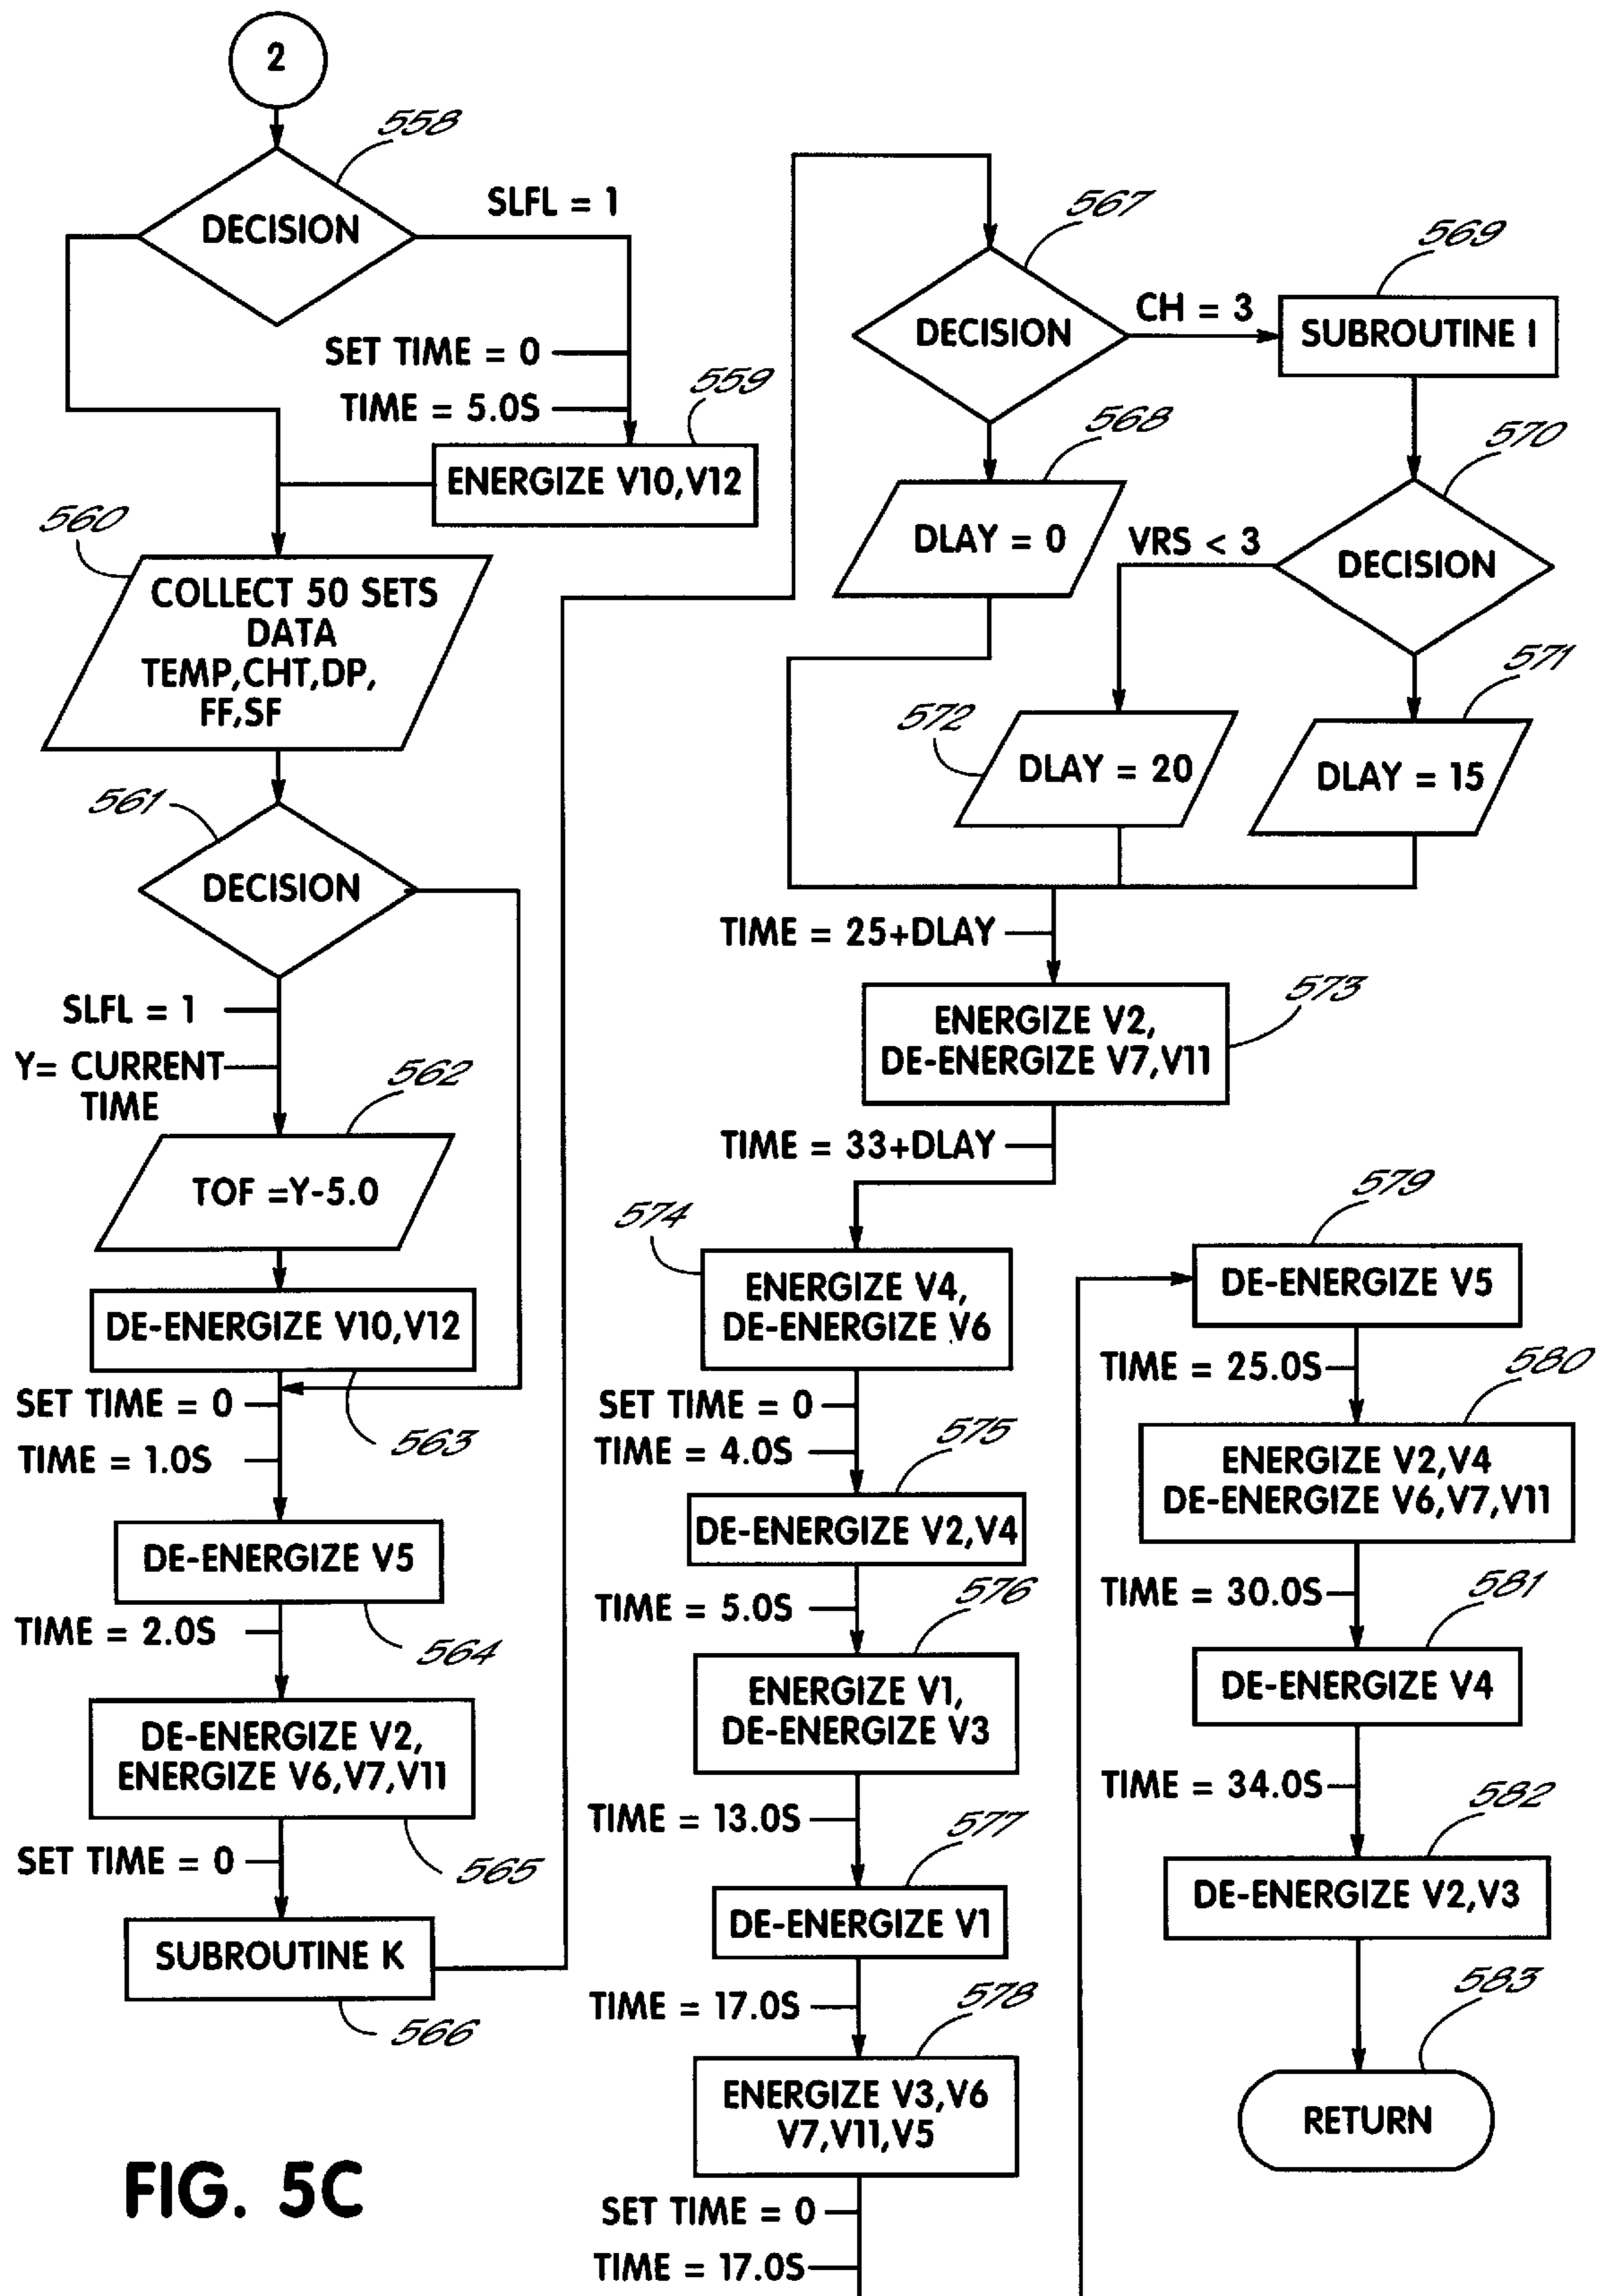 2
558
DECISION
SLFL = 1
SET TIME = 0
TIME = 5.0S
559
ENERGIZE V10,V12
560
COLLECT 50 SETS
DATA
TEMP,CHT,DP,
FF,SF
561
DECISION
SLFL = 1
Y= CURRENT
TIME
562
TOF =Y-5.0
DE-ENERGIZE V10,V12
563
SET TIME = 0
TIME = 1.0S
DE-ENERGIZE V5
564
TIME = 2.0S
DE-ENERGIZE V2,
ENERGIZE V6,V7,V11
565
SET TIME = 0
SUBROUTINE K
566
567
DECISION
CH = 3
569
SUBROUTINE I
568
DLAY = 0
570
VRS < 3
DECISION
572
DLAY = 20
571
DLAY = 15
TIME = 25+DLAY
573
ENERGIZE V2,
DE-ENERGIZE V7,V11
TIME = 33+DLAY
574
ENERGIZE V4,
DE-ENERGIZE V6
SET TIME = 0
TIME = 4.0S
575
DE-ENERGIZE V2,V4
TIME = 5.0S
576
ENERGIZE V1,
DE-ENERGIZE V3
TIME = 13.0S
577
DE-ENERGIZE V1
TIME = 17.0S
578
ENERGIZE V3,V6
V7,V11,V5
SET TIME = 0
TIME = 17.0S
579
DE-ENERGIZE V5
TIME = 25.0S
580
ENERGIZE V2,V4
DE-ENERGIZE V6,V7,V11
TIME = 30.0S
581
DE-ENERGIZE V4
TIME = 34.0S
582
DE-ENERGIZE V2,V3
583
RETURN
FIG. 5C